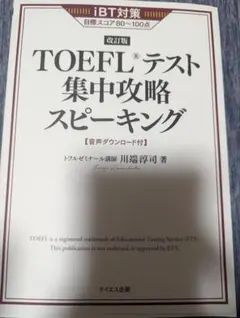 iBT対策
目標スコア80～100点
改訂版
TOEFL®テスト
集中攻略
スピーキング
【音声ダウンロード付】
トフルゼミナール講師 川端淳司 著
TOEFL is a registered trademark of Educational Testing Service (ETS).
This publication is not endorsed or approved by ETS.
テイエス企画